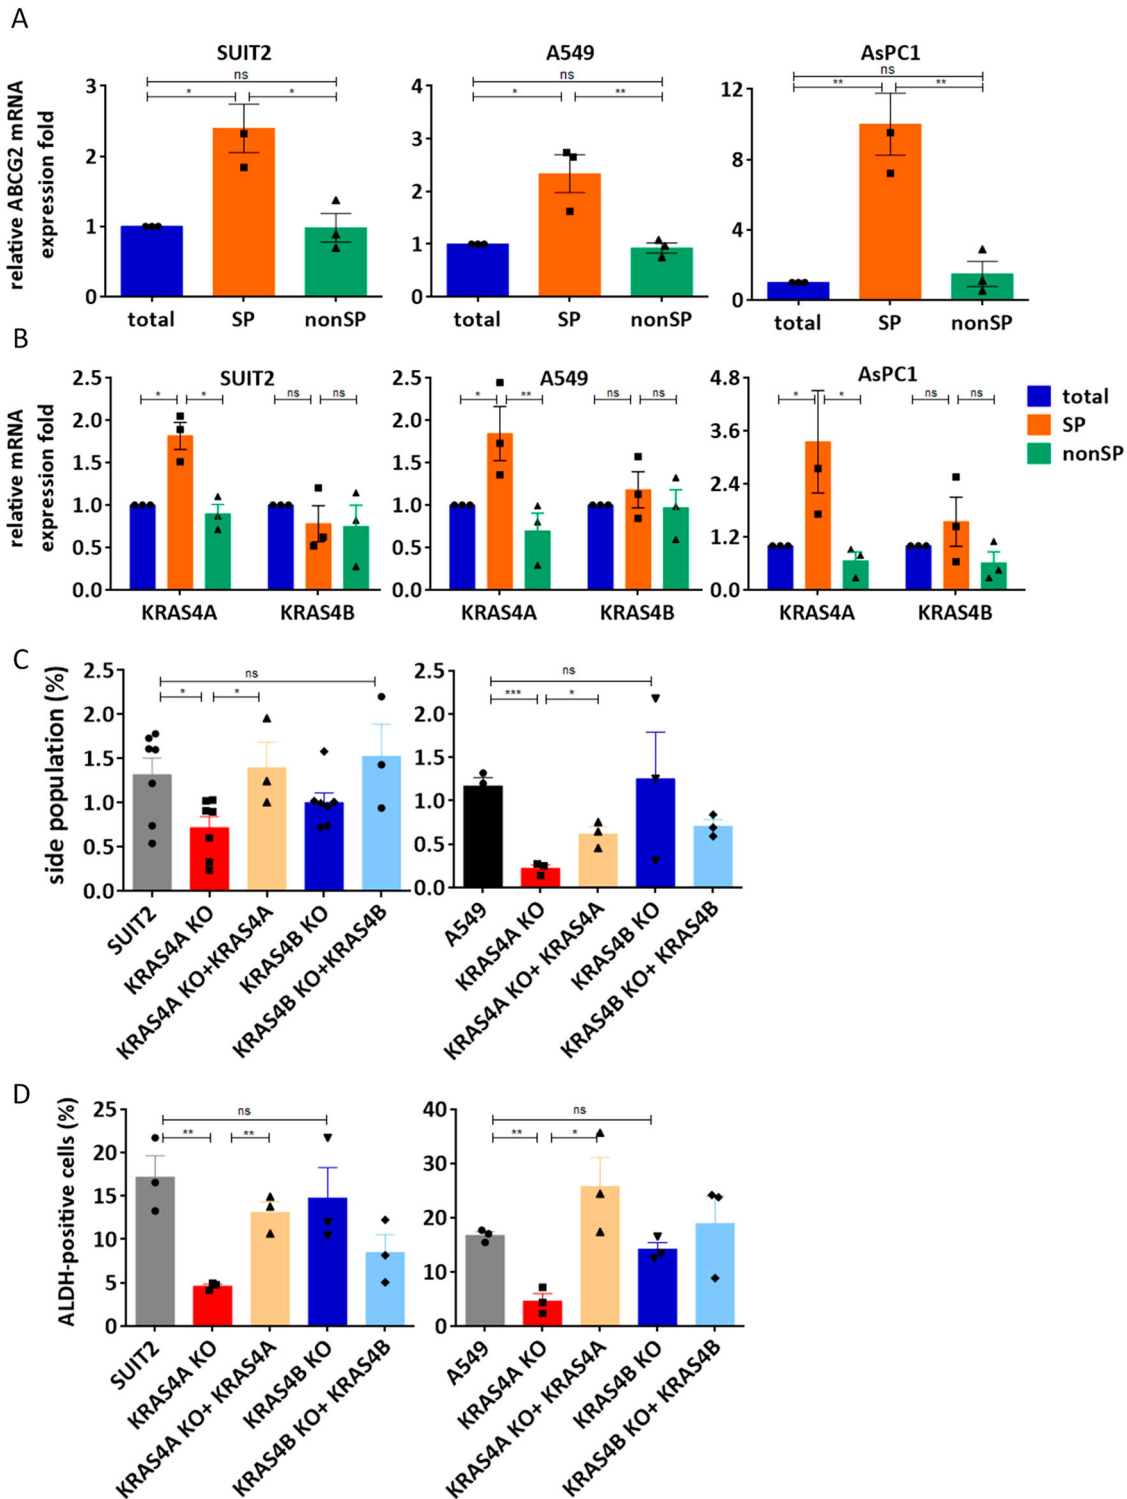 A
SUIT2
A549
AsPC1
relative ABCG2 mRNA
expression fold
3
2
1
0
ns
*
*
total
SP
nonSP
4
3
2
1
0
ns
*
**
total
SP
nonSP
12
8
4
0
ns
**
**
total
SP
nonSP
B
SUIT2
A549
AsPC1
relative mRNA
expression fold
2.5
2.0
1.5
1.0
0.5
0.0
*
*
ns
ns
KRAS4A
KRAS4B
2.5
2.0
1.5
1.0
0.5
0.0
*
**
ns
ns
KRAS4A
KRAS4B
4.8
3.6
2.4
1.2
0.0
*
*
ns
ns
KRAS4A
KRAS4B
total
SP
nonSP
C
side population (%)
2.5
2.0
1.5
1.0
0.5
0.0
ns
*
*
SUIT2
KRAS4A KO
KRAS4A KO+KRAS4A
KRAS4B KO
KRAS4B KO+KRAS4B
2.5
2.0
1.5
1.0
0.5
0.0
ns
***
*
A549
KRAS4A KO
KRAS4A KO+ KRAS4A
KRAS4B KO
KRAS4B KO+ KRAS4B
D
ALDH-positive cells (%)
25
20
15
10
5
0
ns
**
**
SUIT2
KRAS4A KO
KRAS4A KO+ KRAS4A
KRAS4B KO
KRAS4B KO+ KRAS4B
40
30
20
10
0
ns
**
*
A549
KRAS4A KO
KRAS4A KO+ KRAS4A
KRAS4B KO
KRAS4B KO+ KRAS4B